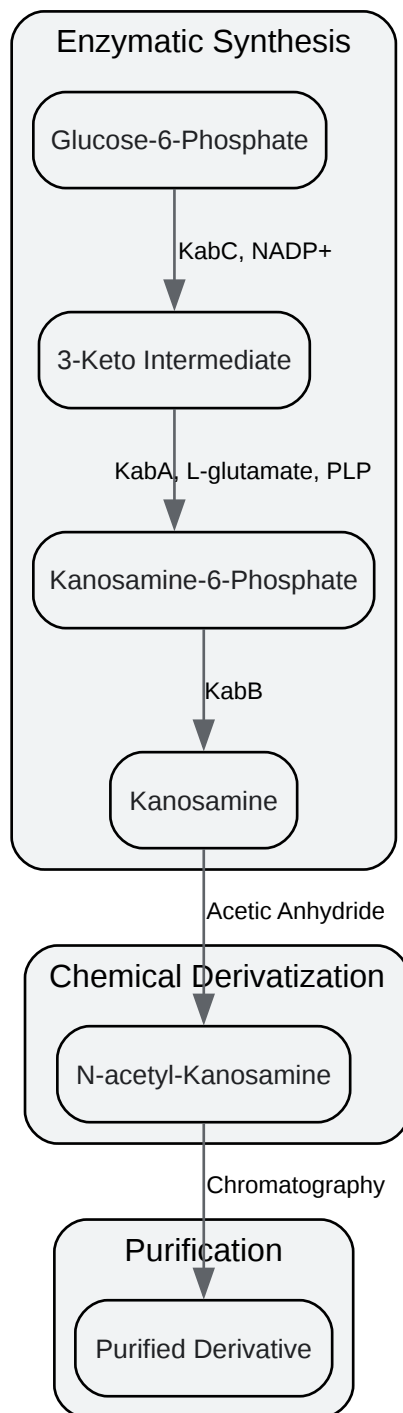 Enzymatic Synthesis
Glucose-6-Phosphate
KabC, NADP+
3-Keto Intermediate
KabA, L-glutamate, PLP
Kanosamine-6-Phosphate
KabB
Kanosamine
Acetic Anhydride
Chemical Derivatization
N-acetyl-Kanosamine
Chromatography
Purification
Purified Derivative